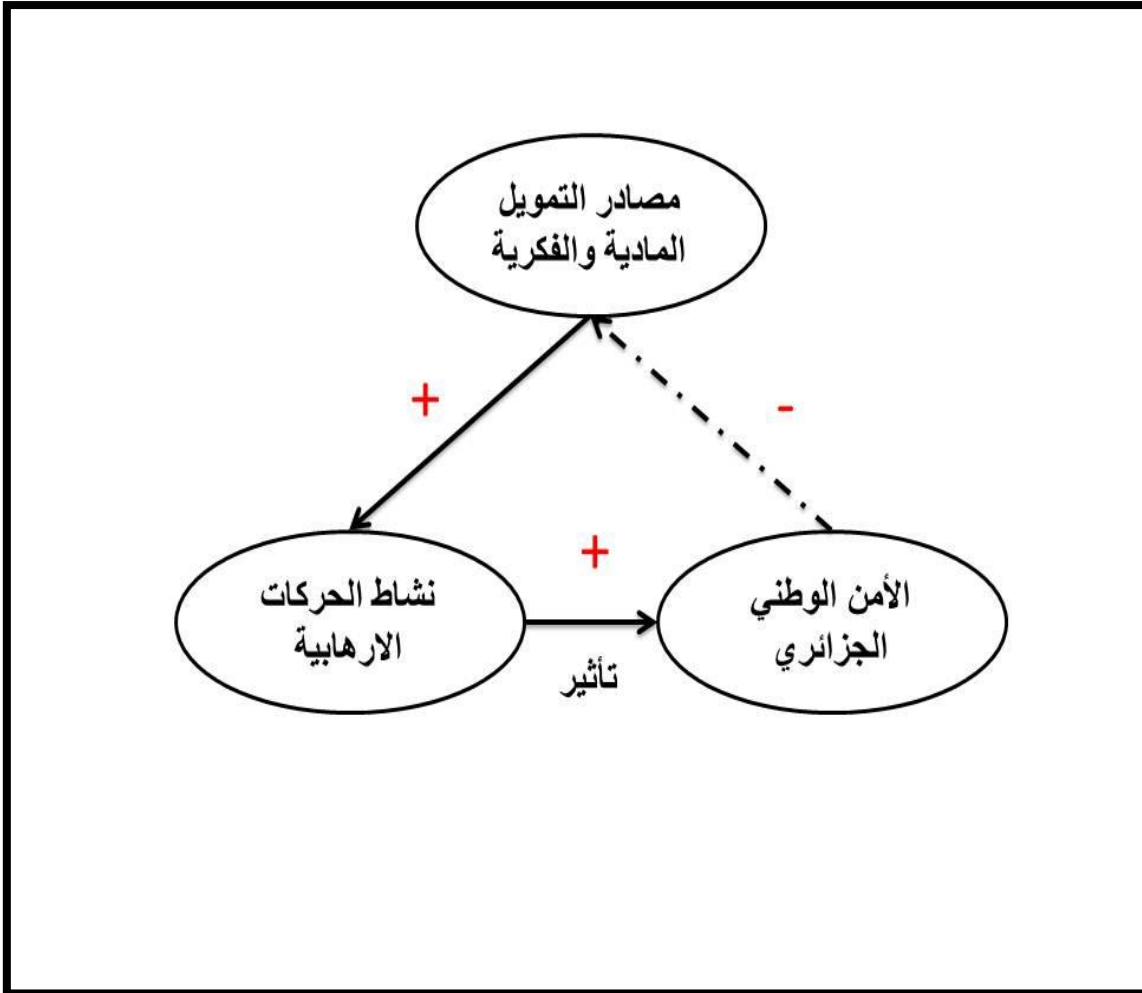 مصادر التمويل
المادية والفكرية
+
-
+
الأمن الوطني
الجزائري
تأثير
نشاط الحركات
الارهابية